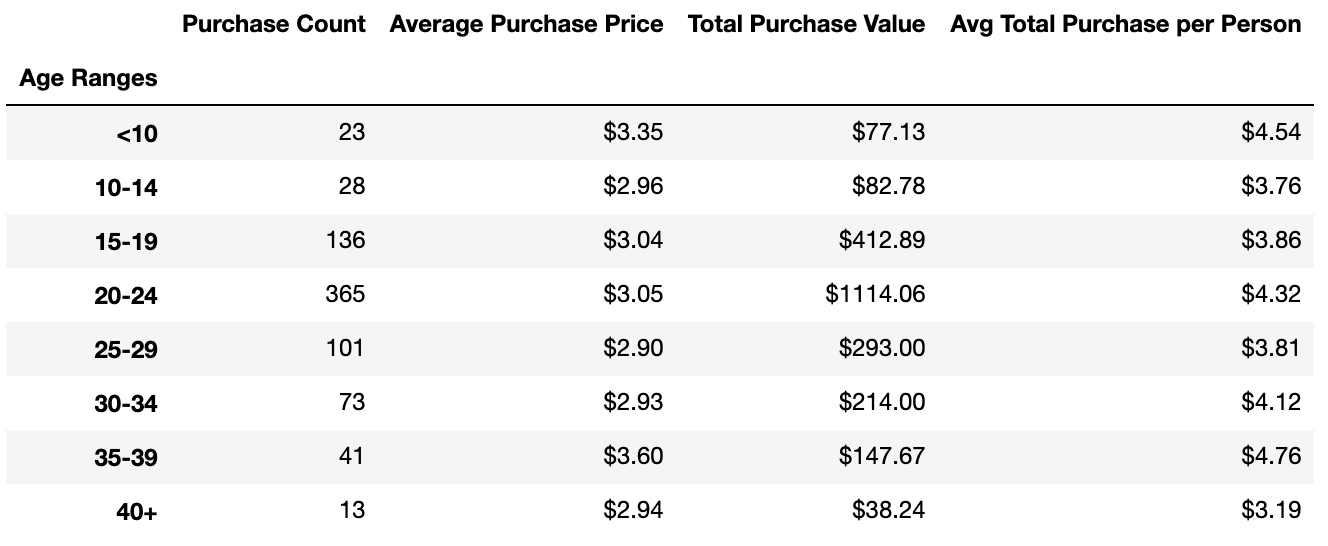 Purchase Count Average Purchase Price Total Purchase Value Avg Total Purchase per Person
Age Ranges
<10 23 $3.35 $77.13 $4.54
10-14 28 $2.96 $82.78 $3.76
15-19 136 $3.04 $412.89 $3.86
20-24 365 $3.05 $1114.06 $4.32
25-29 101 $2.90 $293.00 $3.81
30-34 73 $2.93 $214.00 $4.12
35-39 41 $3.60 $147.67 $4.76
40+ 13 $2.94 $38.24 $3.19